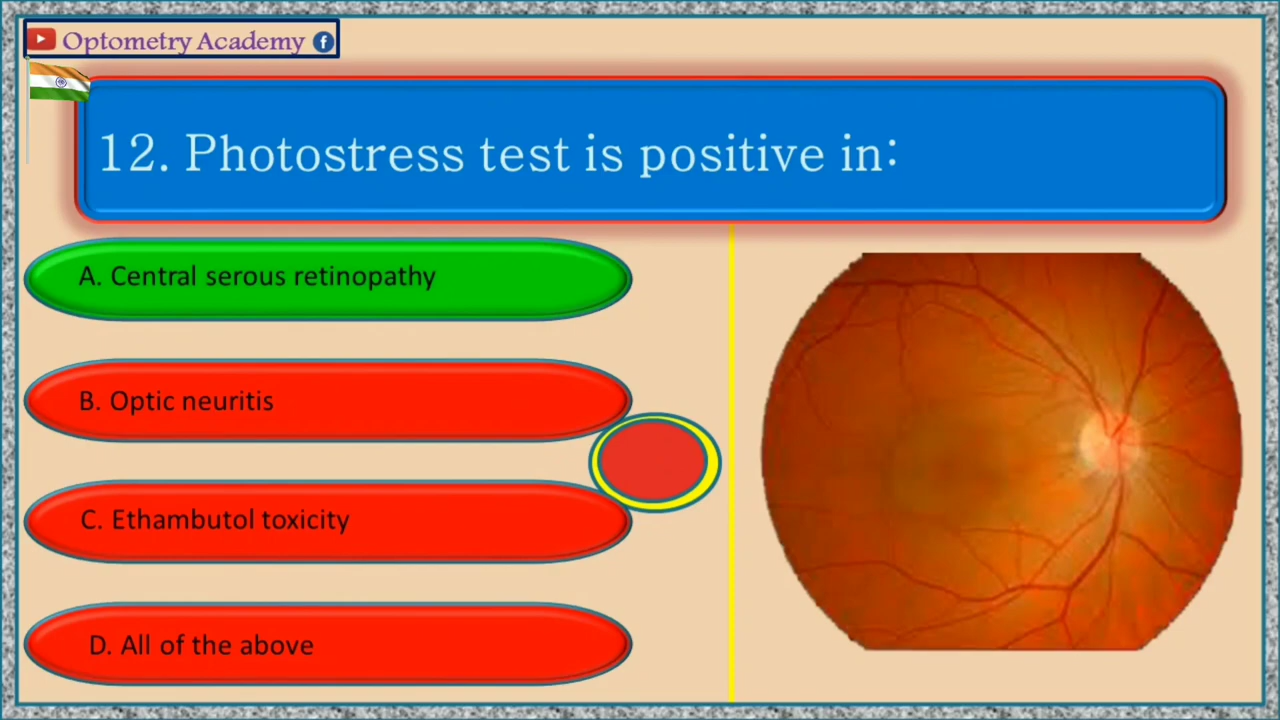 Optometry Academy
12. Photostress test is positive in:
A. Central serous retinopathy
B. Optic neuritis
C. Ethambutol toxicity
D. All of the above